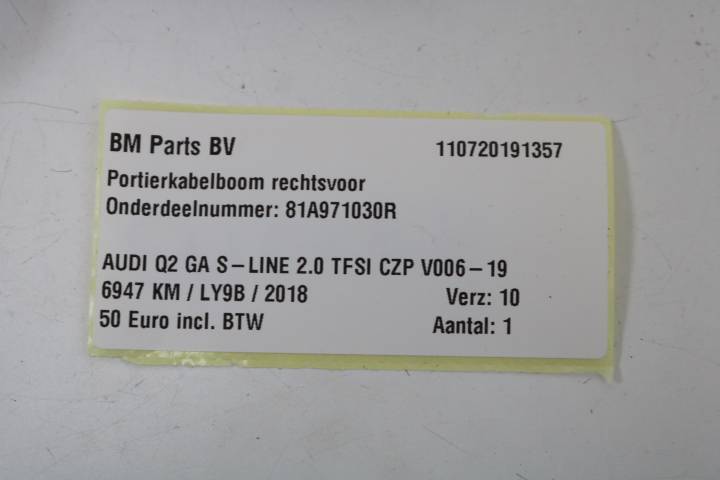 BM Parts BV 110720191357
Portierkabelboom rechtsvoor
Onderdeelnummer: 81A971030R
AUDI Q2 GA S-LINE 2.0 TFSI CZP V006-19
6947 KM / LY9B / 2018 Verz: 10
50 Euro incl. BTW Aantal: 1